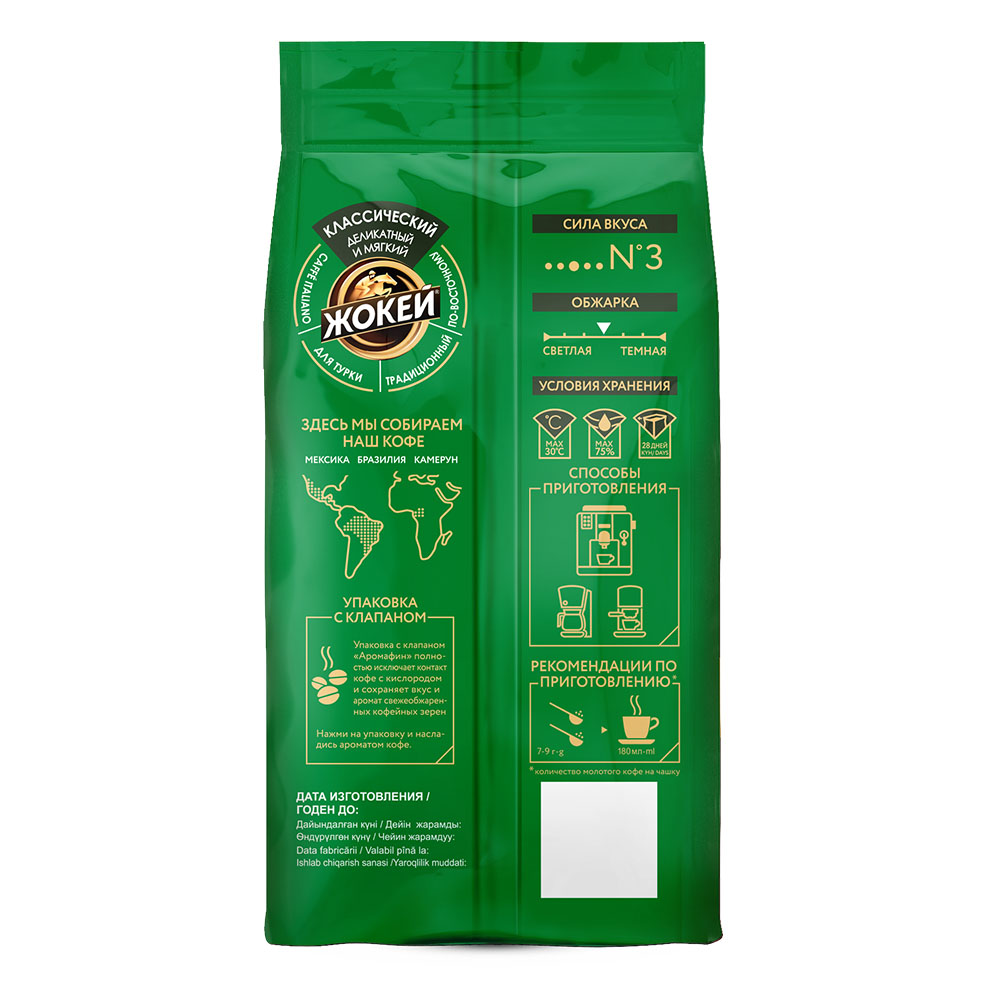 КЛАССИЧЕСКИЙ
ДЕЛИКАТНЫЙ
И МЯГКИЙ
CAFFÈ ITALIANO
ПО-ВОСТОЧНОМУ
ЖОКЕЙ®
ДЛЯ ТУРКИ
ТРАДИЦИОННЫЙ
ЗДЕСЬ МЫ СОБИРАЕМ
НАШ КОФЕ
МЕКСИКА БРАЗИЛИЯ КАМЕРУН
УПАКОВКА
С КЛАПАНОМ
Упаковка с клапаном
«Аромафин» полно-
стью исключает контакт
кофе с кислородом
и сохраняет вкус и
аромат свежеобжарен-
ных кофейных зерен
Нажми на упаковку и насла-
дись ароматом кофе.
ДАТА ИЗГОТОВЛЕНИЯ /
ГОДЕН ДО:
Дайындалған күні / Дейін жарамды:
Өндүрүлгөн күнү / Чейин жарамдуу:
Data fabricării / Valabil pînă la:
Ishlab chiqarish sanasi /Yaroqlilik muddati:
СИЛА ВКУСА
N°3
ОБЖАРКА
СВЕТЛАЯ ТЕМНАЯ
УСЛОВИЯ ХРАНЕНИЯ
°C
MAX
30°C
MAX
75%
28 ДНЕЙ
КҮН/ DAYS
СПОСОБЫ
ПРИГОТОВЛЕНИЯ
РЕКОМЕНДАЦИИ ПО
ПРИГОТОВЛЕНИЮ*
7-9 г-g
180 мл-ml
*количество молотого кофе на чашку